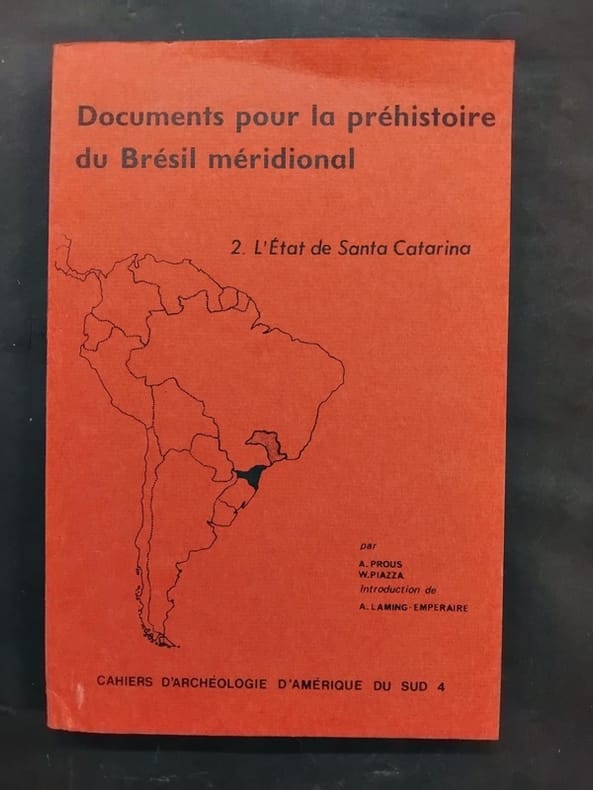 Documents pour la préhistoire
du Brésil méridional
2. L'État de Santa Catarina
par
A. PROUS
W. PIAZZA
Introduction de
A. LAMING-EMPERAIRE
CAHIERS D'ARCHÉOLOGIE D'AMÉRIQUE DU SUD 4